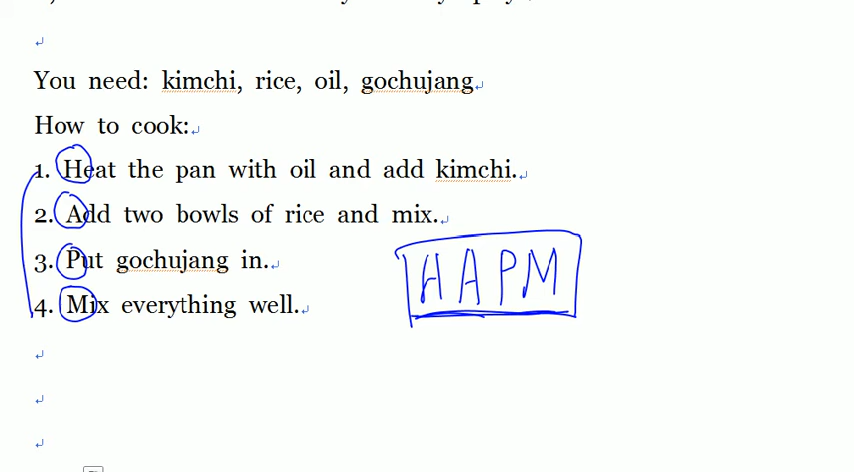 You need: kimchi, rice, oil, gochujang
How to cook:
1. Heat the pan with oil and add kimchi.
2. Add two bowls of rice and mix.
3. Put gochujang in.
4. Mix everything well.
HAPM